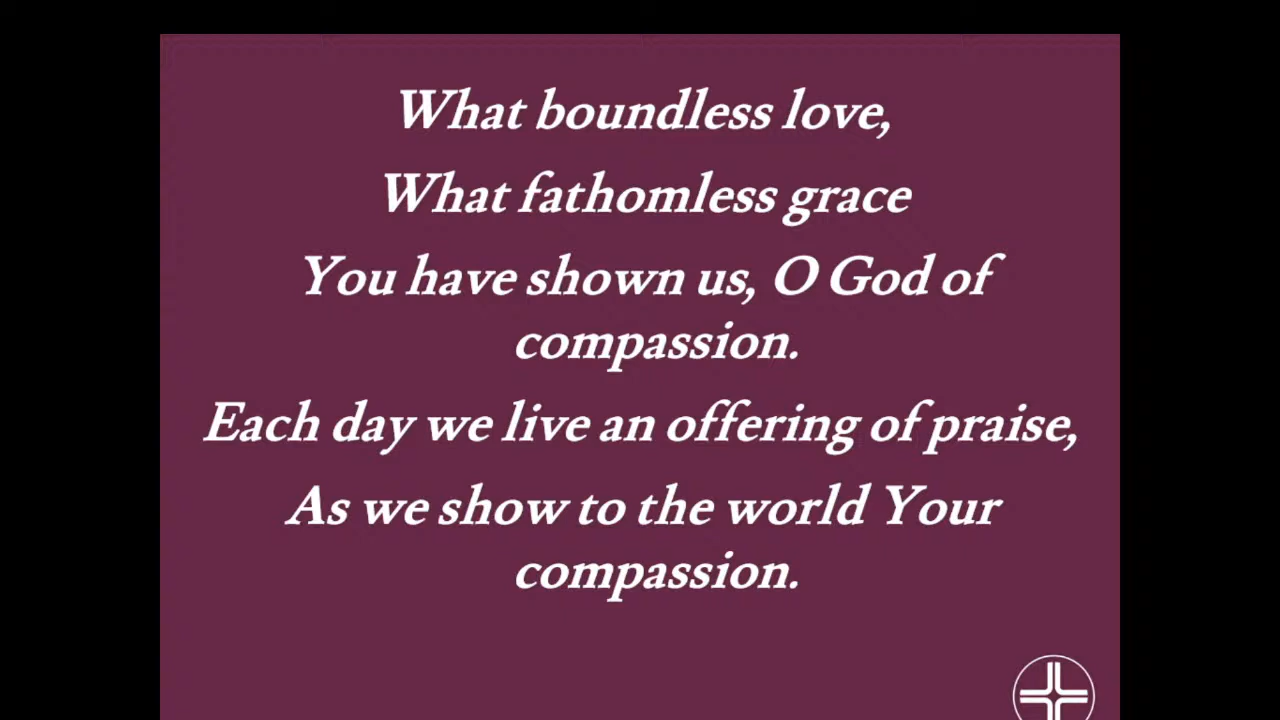 What boundless love,
What fathomless grace
You have shown us, O God of
compassion.
Each day we live an offering of praise,
As we show to the world Your
compassion.